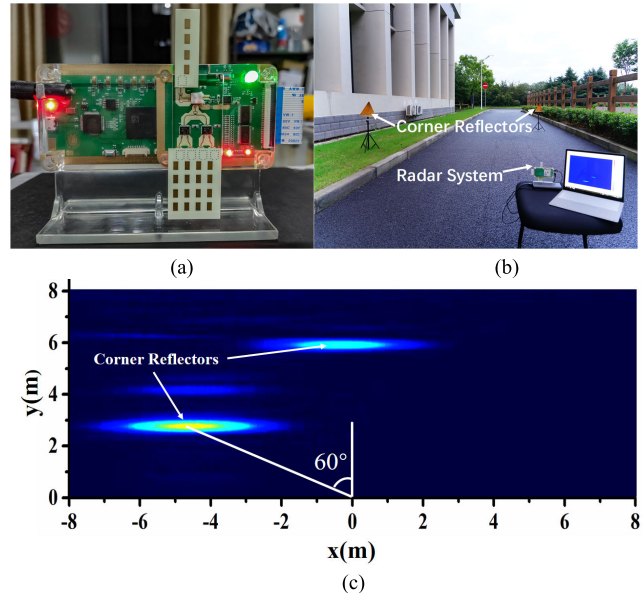 Corner Reflectors
Radar System
(a)
(b)
8
6
4
2
0
y(m)
Corner Reflectors
60°
-8
-6
-4
-2
0
2
4
6
8
x(m)
(c)